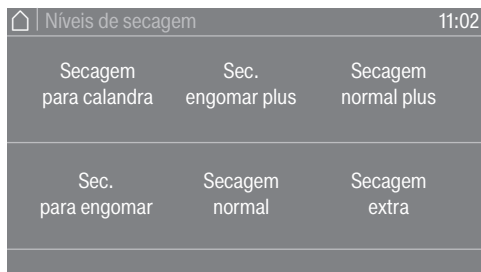 Níveis de secagem 11:02
Secagem
para calandra
Sec.
engomar plus
Secagem
normal plus
Sec.
para engomar
Secagem
normal
Secagem
extra